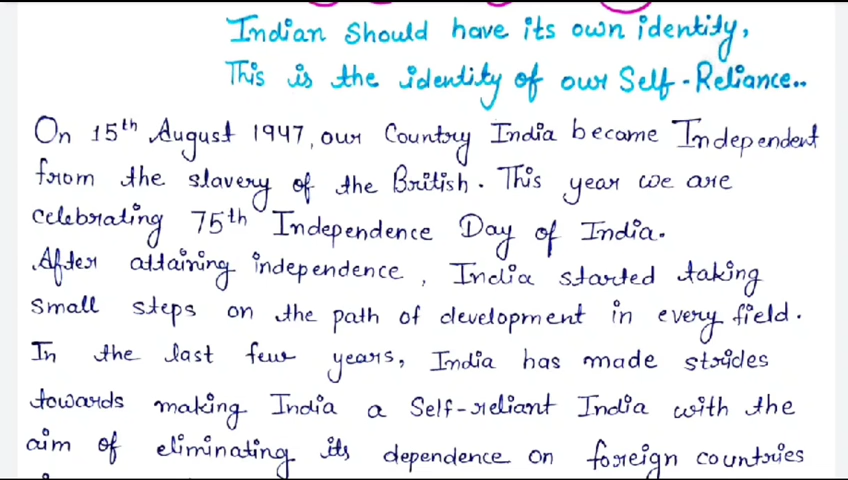 Indian should have its own identity,
This is the identity of our Self-Reliance..
On 15th August 1947, our Country India became Independent
from the slavery of the British. This year we are
celebrating 75th Independence Day of India.
After attaining independence, India started taking
small steps on the path of development in every field.
In the last few years, India has made strides
towards making India a Self-reliant India with the
aim of eliminating its dependence on foreign countries